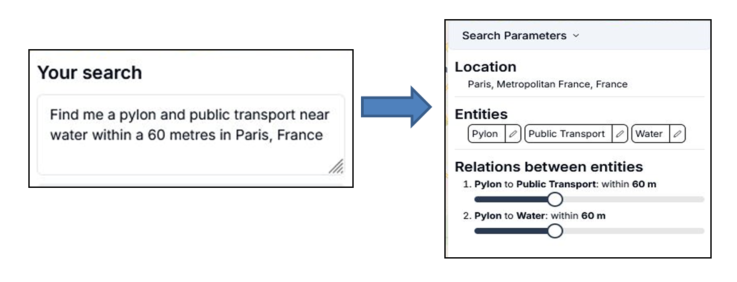 Your search
Find me a pylon and public transport near
water within a 60 metres in Paris, France
Search Parameters
Location
Paris, Metropolitan France, France
Entities
Pylon Public Transport Water
Relations between entities
1. Pylon to Public Transport: within 60 m
2. Pylon to Water: within 60 m